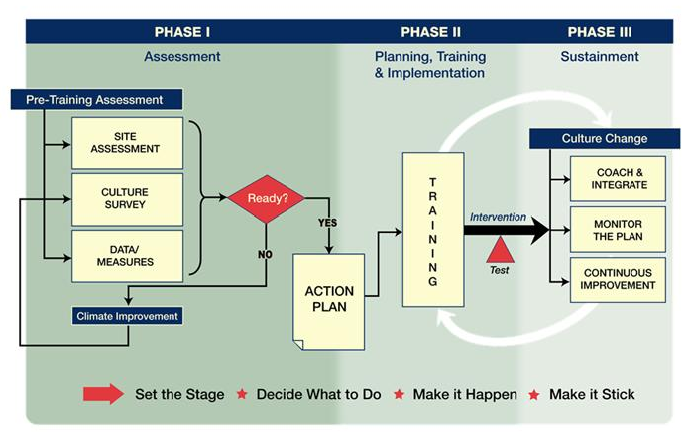 PHASE I
Assessment
PHASE II
Planning, Training
& Implementation
PHASE III
Sustainment
Pre-Training Assessment
SITE
ASSESSMENT
CULTURE
SURVEY
DATA/
MEASURES
Climate Improvement
Ready?
YES
NO
ACTION
PLAN
T
R
A
I
N
I
N
G
Intervention
Test
Culture Change
COACH &
INTEGRATE
MONITOR
THE PLAN
CONTINUOUS
IMPROVEMENT
Set the Stage ★ Decide What to Do ★ Make it Happen ★ Make it Stick